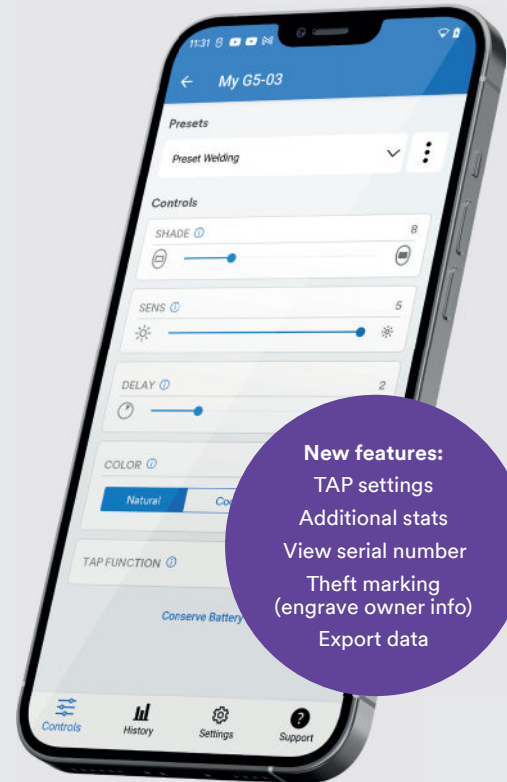 11:31
My G5-03
Presets
Preset Welding
Controls
SHADE
8
SENS
5
DELAY
2
COLOR
Natural
TAP FUNCTION
Conserve Battery
Controls
History
Settings
Support
New features:
TAP settings
Additional stats
View serial number
Theft marking
(engrave owner info)
Export data